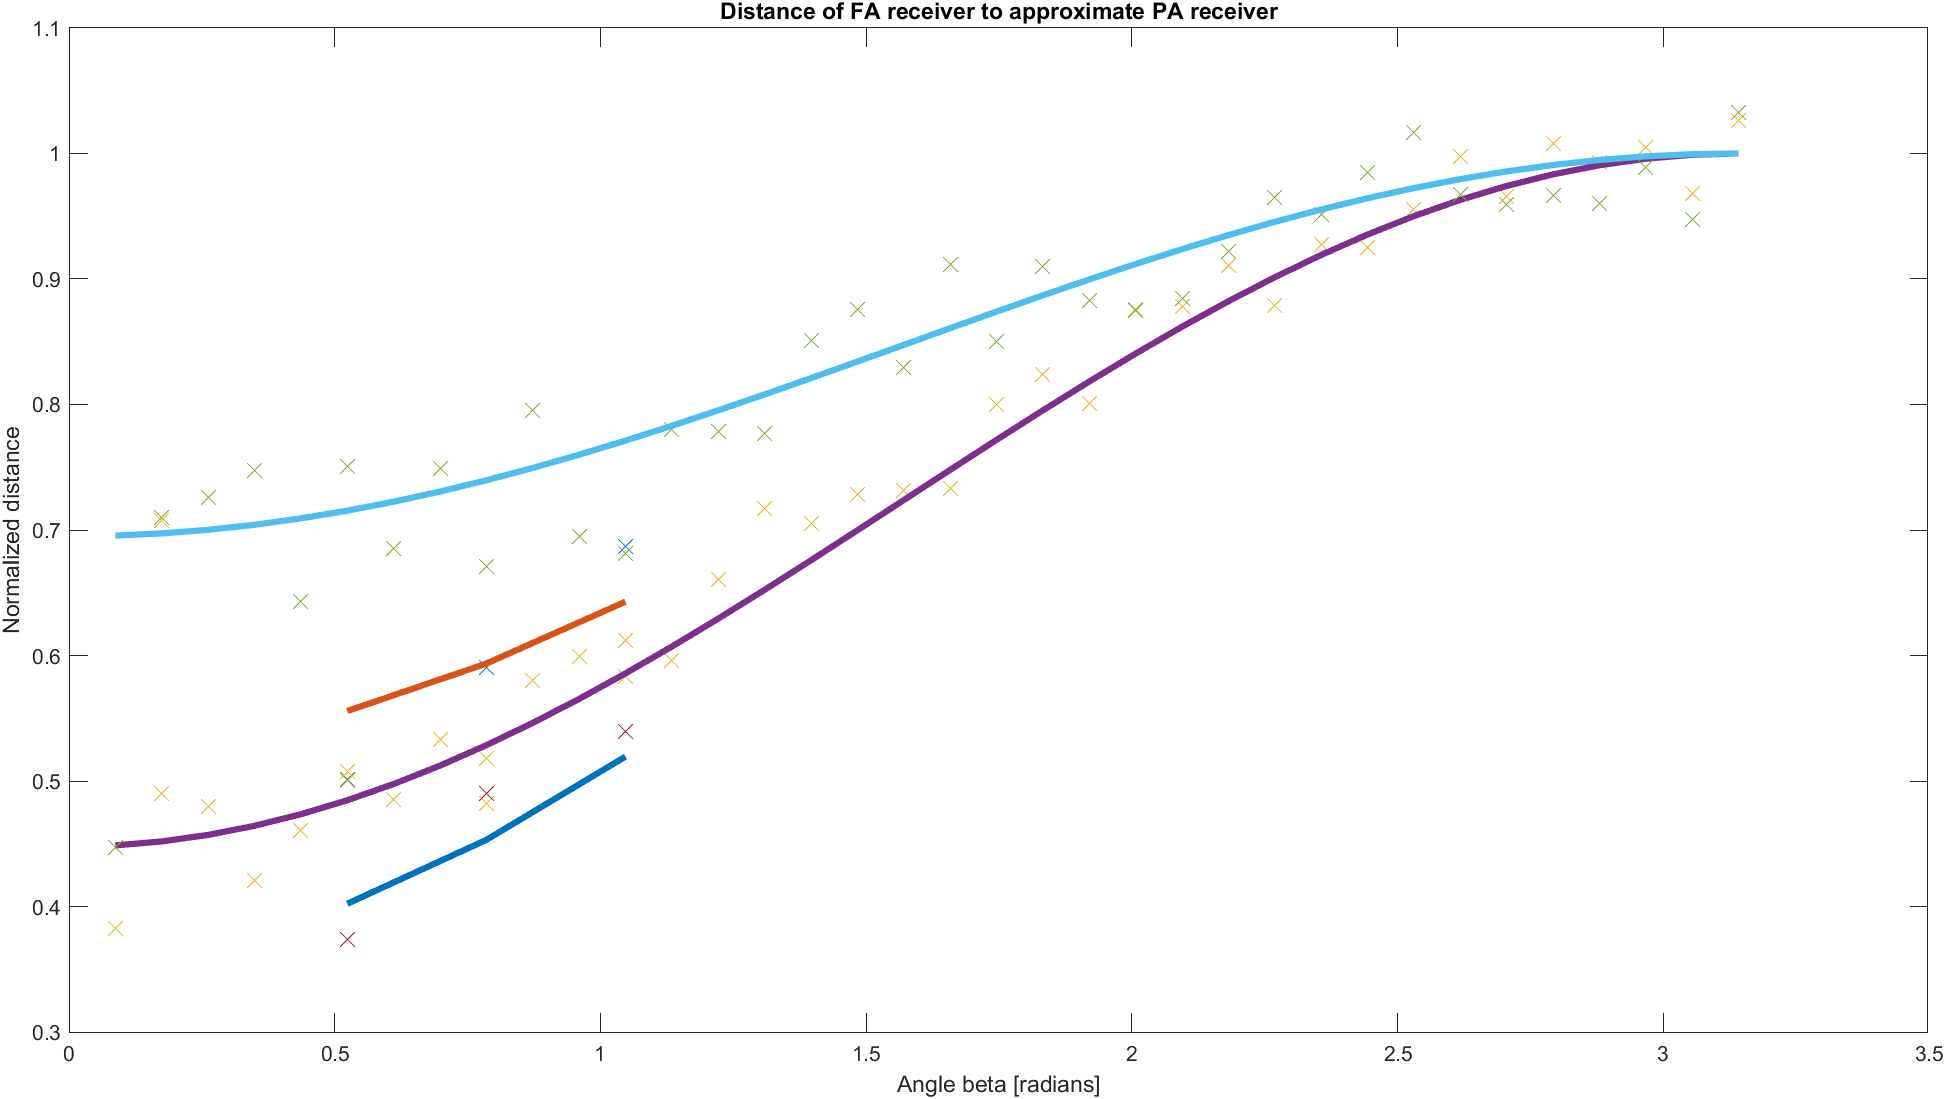 Distance of FA receiver to approximate PA receiver
1.1
1
0.9
0.8
0.7
0.6
0.5
0.4
0.3
Normalized distance
0 0.5 1 1.5 2 2.5 3 3.5
Angle beta [radians]